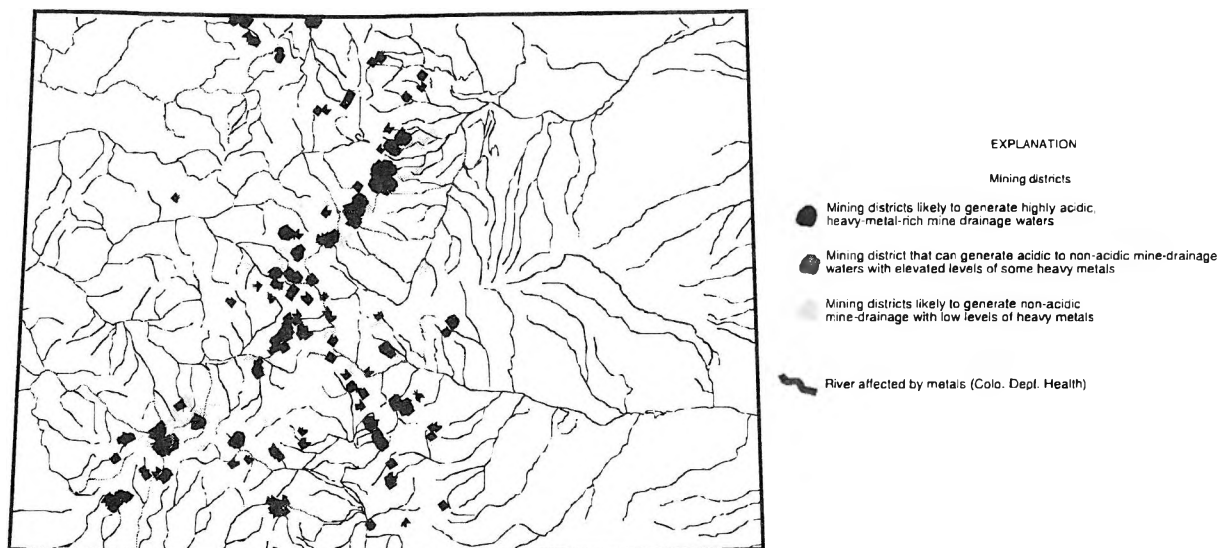 EXPLANATION
Mining districts
Mining districts likely to generate highly acidic,
heavy-metal-rich mine drainage waters
Mining district that can generate acidic to non-acidic mine-drainage
waters with elevated levels of some heavy metals
Mining districts likely to generate non-acidic
mine-drainage with low levels of heavy metals
River affected by metals (Colo. Dept. Health)